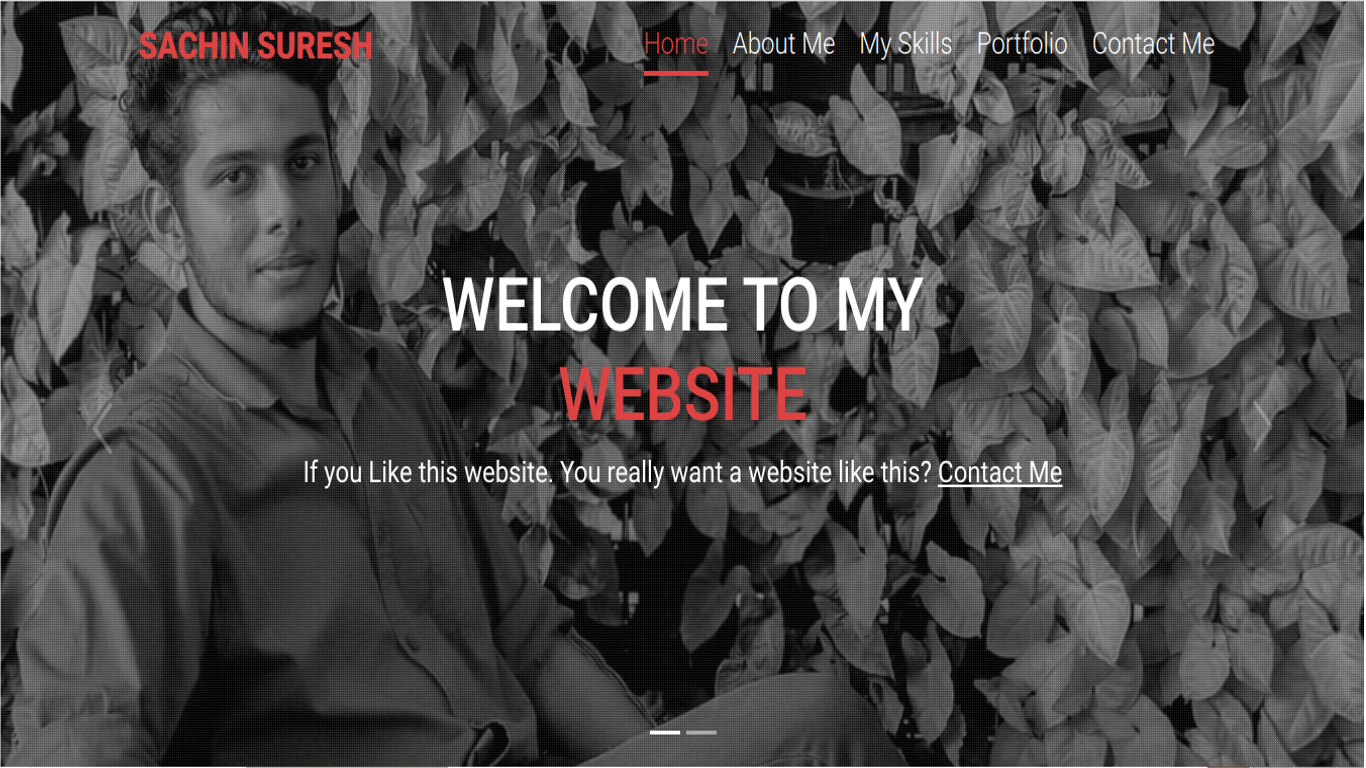 SACHIN SURESH
Home About Me My Skills Portfolio Contact Me
WELCOME TO MY
WEBSITE
If you Like this website. You really want a website like this? Contact Me